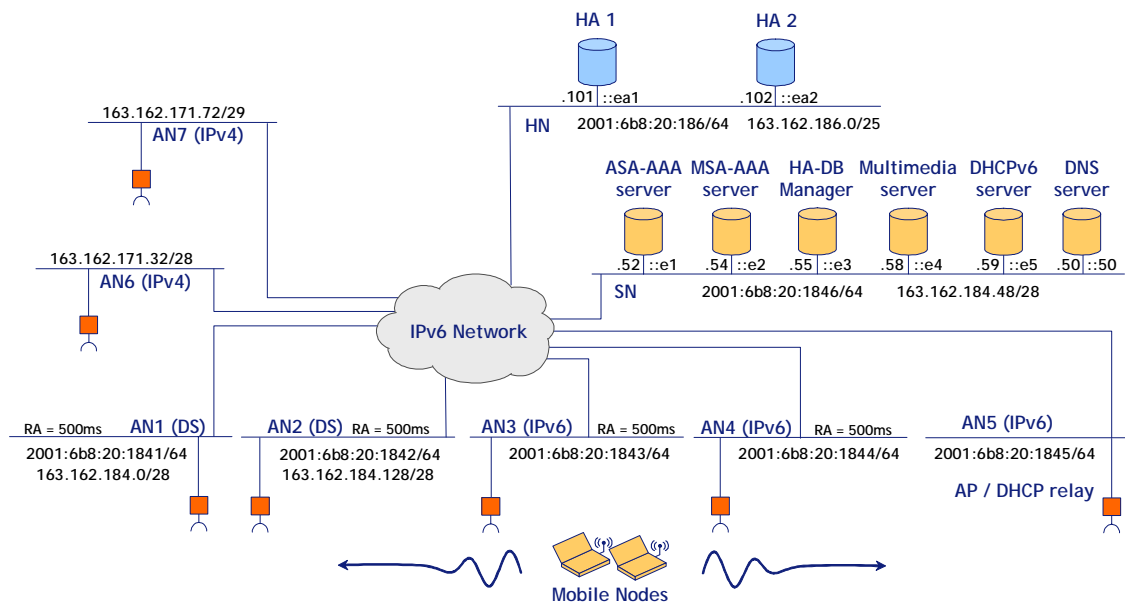 HA 1
HA 2
.101 ::ea1
.102 ::ea2
HN
2001:6b8:20:186/64
163.162.186.0/25
163.162.171.72/29
AN7 (IPv4)
ASA-AAA server
MSA-AAA server
HA-DB Manager
Multimedia server
DHCPv6 server
DNS server
.52 ::e1
.54 ::e2
.55 ::e3
.58 ::e4
.59 ::e5
.50 ::50
SN
2001:6b8:20:1846/64
163.162.184.48/28
163.162.171.32/28
AN6 (IPv4)
IPv6 Network
RA = 500ms
AN1 (DS)
2001:6b8:20:1841/64
163.162.184.0/28
AN2 (DS)
RA = 500ms
2001:6b8:20:1842/64
163.162.184.128/28
AN3 (IPv6)
RA = 500ms
2001:6b8:20:1843/64
AN4 (IPv6)
RA = 500ms
2001:6b8:20:1844/64
AN5 (IPv6)
2001:6b8:20:1845/64
AP / DHCP relay
Mobile Nodes